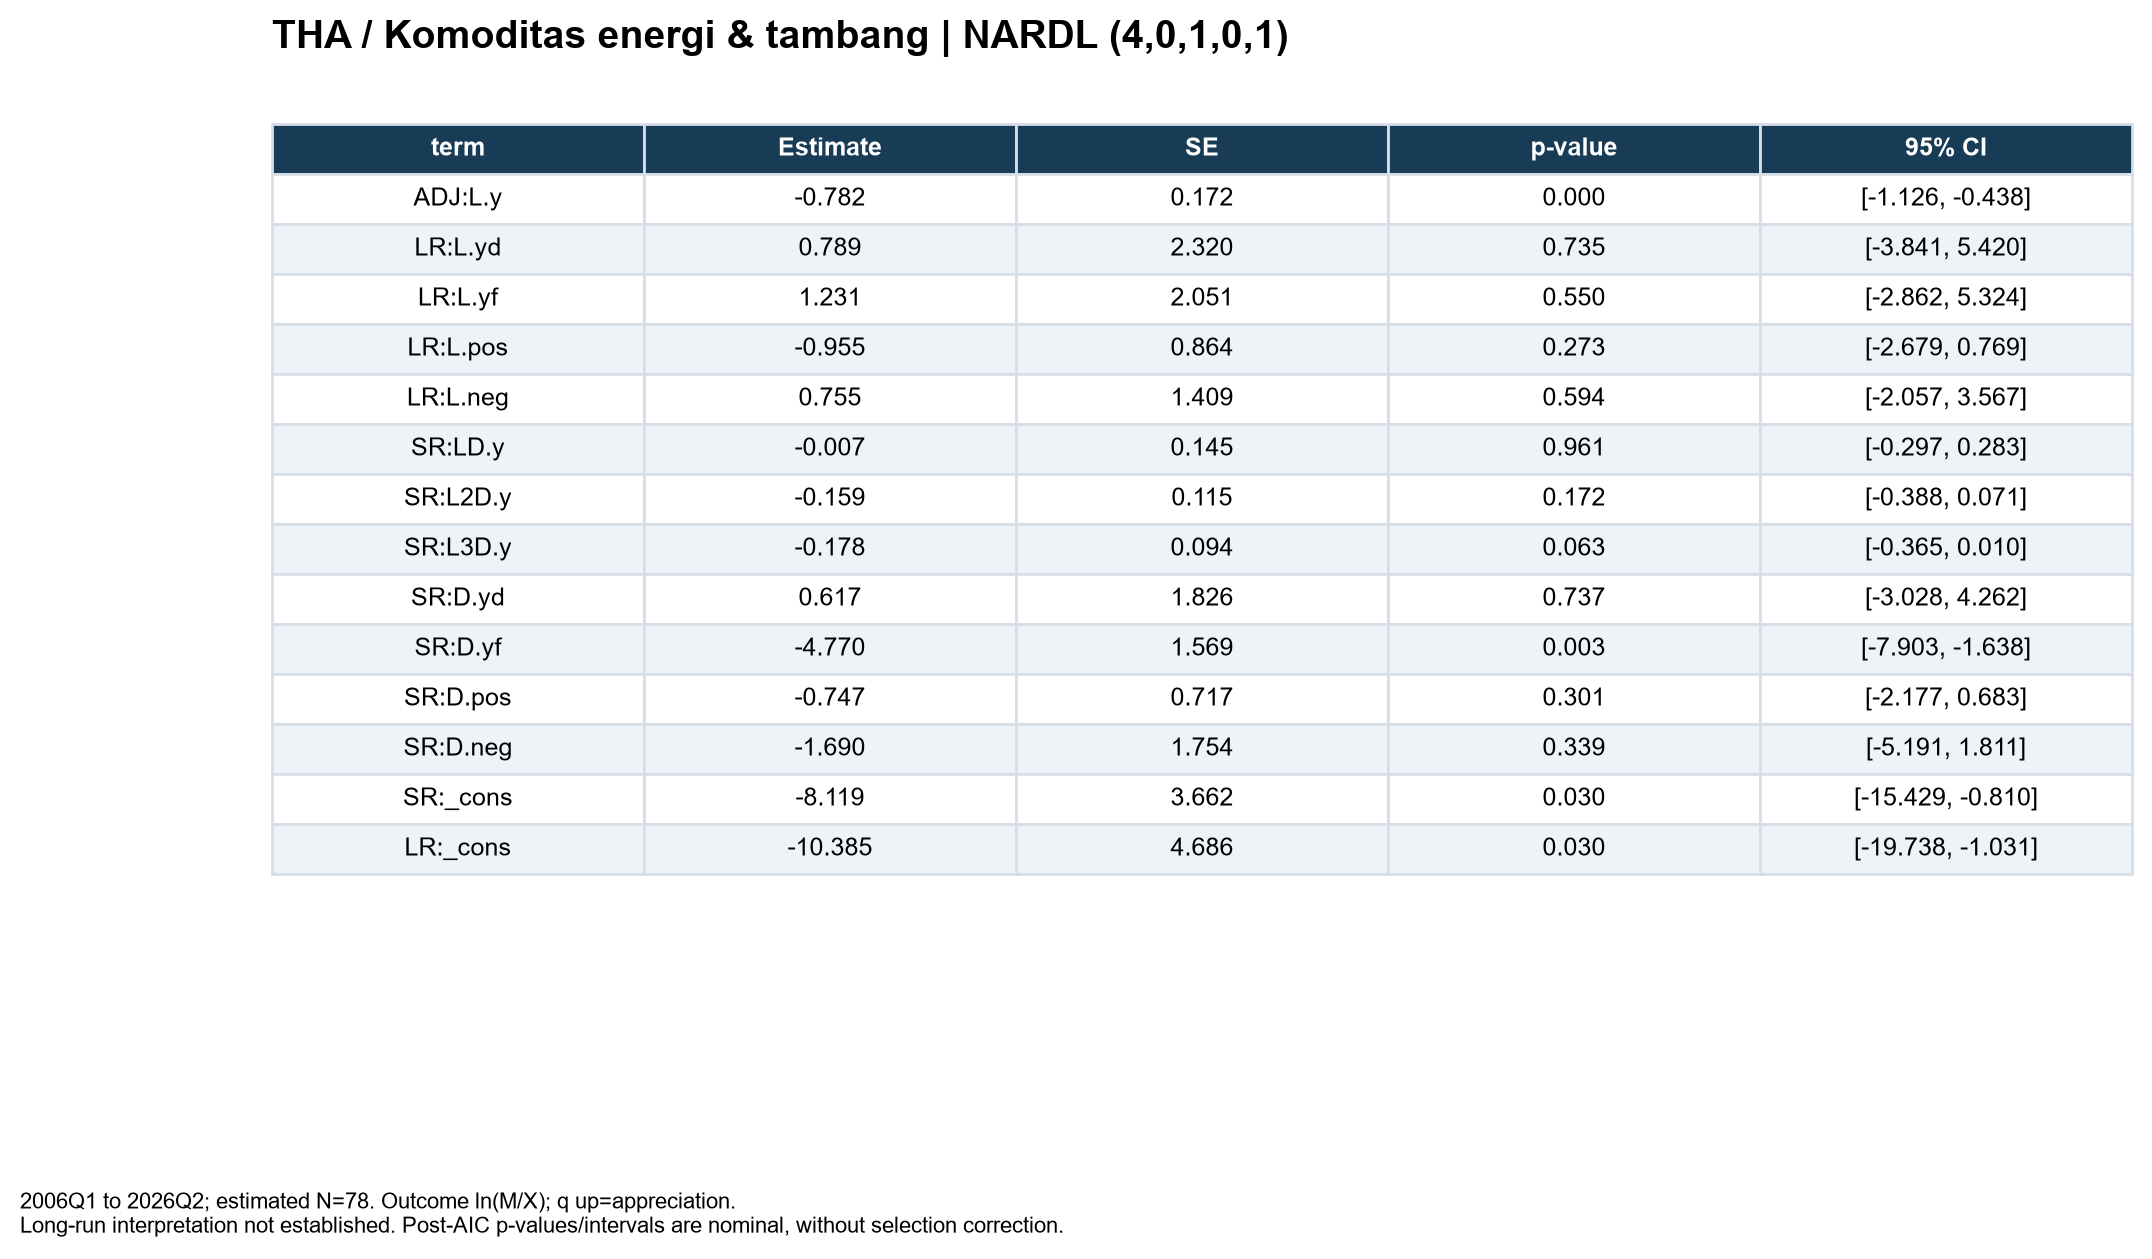 THA / Komoditas energi & tambang | NARDL (4,0,1,0,1)
term Estimate SE p-value 95% CI
ADJ:L.y -0.782 0.172 0.000 [-1.126, -0.438]
LR:L.yd 0.789 2.320 0.735 [-3.841, 5.420]
LR:L.yf 1.231 2.051 0.550 [-2.862, 5.324]
LR:L.pos -0.955 0.864 0.273 [-2.679, 0.769]
LR:L.neg 0.755 1.409 0.594 [-2.057, 3.567]
SR:LD.y -0.007 0.145 0.961 [-0.297, 0.283]
SR:L2D.y -0.159 0.115 0.172 [-0.388, 0.071]
SR:L3D.y -0.178 0.094 0.063 [-0.365, 0.010]
SR:D.yd 0.617 1.826 0.737 [-3.028, 4.262]
SR:D.yf -4.770 1.569 0.003 [-7.903, -1.638]
SR:D.pos -0.747 0.717 0.301 [-2.177, 0.683]
SR:D.neg -1.690 1.754 0.339 [-5.191, 1.811]
SR:_cons -8.119 3.662 0.030 [-15.429, -0.810]
LR:_cons -10.385 4.686 0.030 [-19.738, -1.031]
2006Q1 to 2026Q2; estimated N=78. Outcome ln(M/X); q up=appreciation.
Long-run interpretation not established. Post-AIC p-values/intervals are nominal, without selection correction.